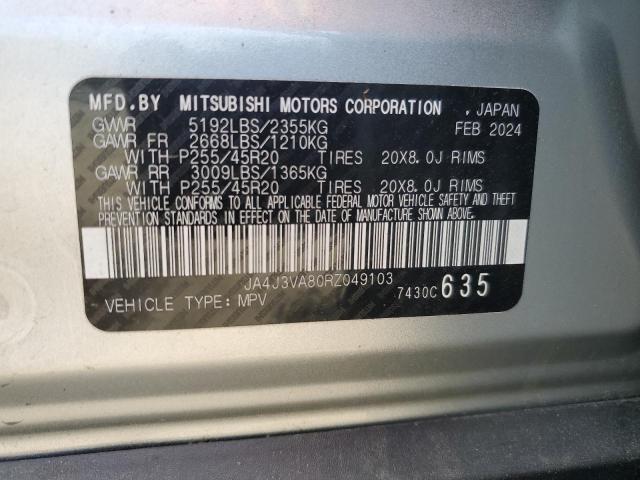 MFD.BY MITSUBISHI MOTORS CORPORATION , JAPAN
GVWR 5192LBS/2355KG FEB 2024
GAWR FR 2668LBS/1210KG
WITH P255/45R20 TIRES 20X8.0J RIMS
GAWR RR 3009LBS/1365KG
WITH P255/45R20 TIRES 20X8.0J RIMS
THIS VEHICLE CONFORMS TO ALL APPLICABLE FEDERAL MOTOR VEHICLE SAFETY AND THEFT
PREVENTION STANDARDS IN EFFECT ON THE DATE OF MANUFACTURE SHOWN ABOVE.
JA4J3VA80RZ049103
VEHICLE TYPE: MPV 7430C 635